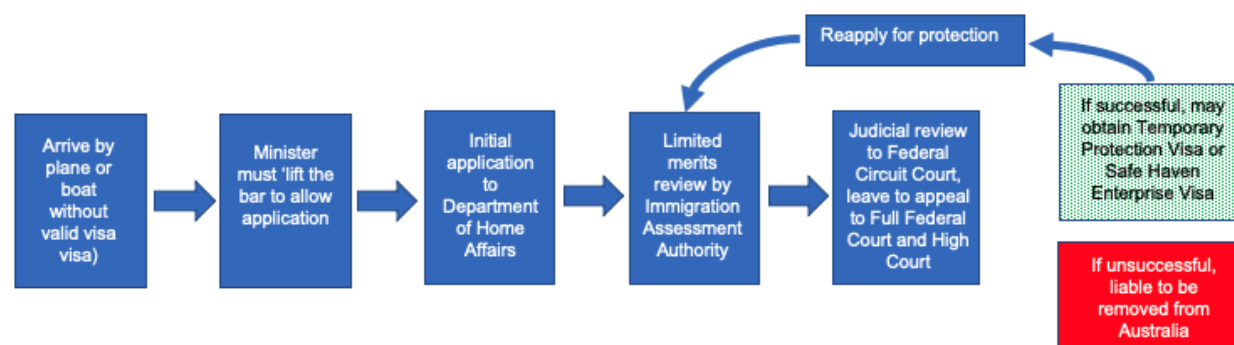 Reapply for protection
Arrive by
plane or
boat
without
valid visa
visa)
Minister
must 'lift the
bar to allow
application
Initial
application
to
Department
of Home
Affairs
Limited
merits
review by
Immigration
Assessment
Authority
Judicial review
to Federal
Circuit Court,
leave to appeal
to Full Federal
Court and High
Court
If successful, may
obtain Temporary
Protection Visa or
Safe Haven
Enterprise Visa
If unsuccessful,
liable to be
removed from
Australia